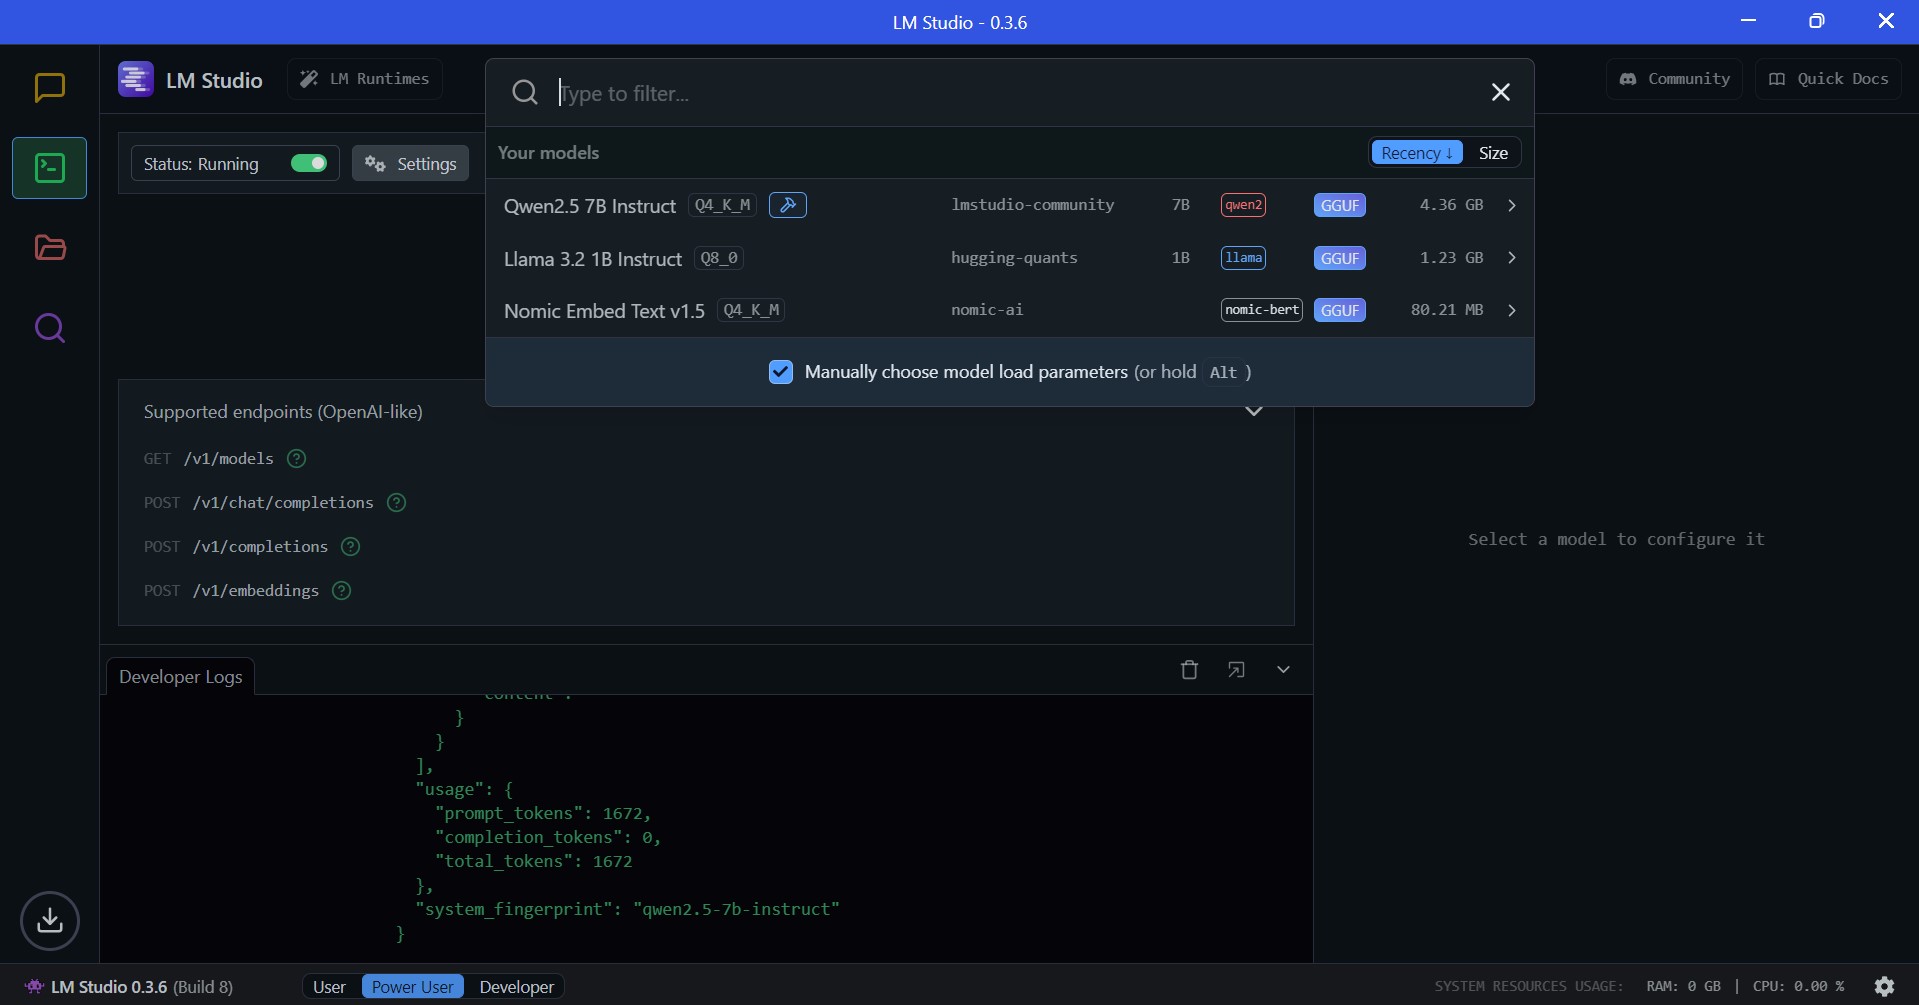 LM Studio - 0.3.6
LM Studio
LM Runtimes
Type to filter...
Community
Quick Docs
Status: Running
Settings
Your models
Recency ↓
Size
Qwen2.5 7B Instruct Q4_K_M lmstudio-community 7B qwen2 GGUF 4.36 GB
Llama 3.2 1B Instruct Q8_0 hugging-quants 1B llama GGUF 1.23 GB
Nomic Embed Text v1.5 Q4_K_M nomic-ai nomic-bert GGUF 80.21 MB
Manually choose model load parameters (or hold Alt )
Supported endpoints (OpenAI-like)
GET /v1/models ?
POST /v1/chat/completions ?
POST /v1/completions ?
POST /v1/embeddings ?
Select a model to configure it
Developer Logs
"content":
}
}
],
"usage": {
"prompt_tokens": 1672,
"completion_tokens": 0,
"total_tokens": 1672
},
"system_fingerprint": "qwen2.5-7b-instruct"
}
LM Studio 0.3.6 (Build 8)
User
Power User
Developer
SYSTEM RESOURCES USAGE: RAM: 0 GB | CPU: 0.00 %